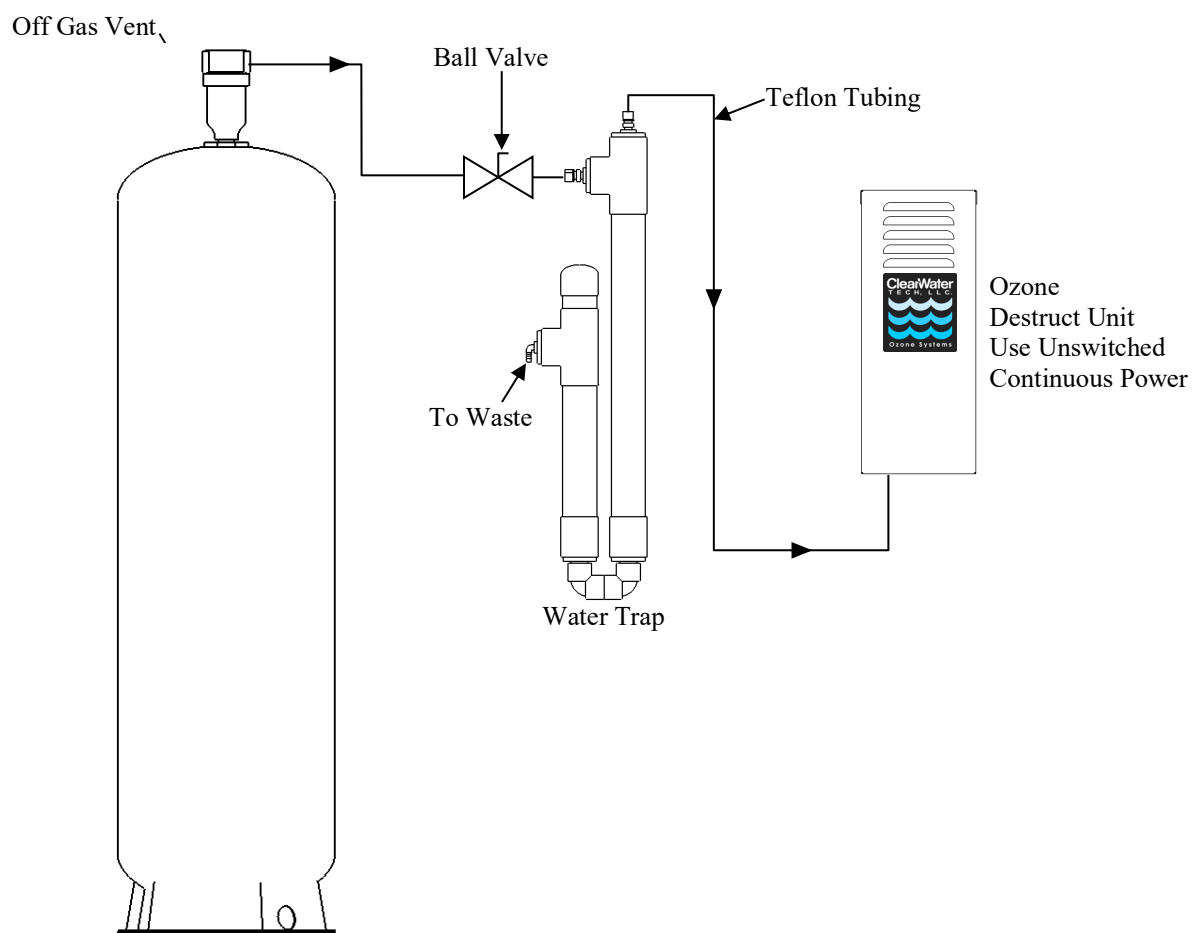 Off Gas Vent
Ball Valve
Teflon Tubing
ClearWater
TECH, LLC.
Ozone Systems
Ozone
Destruct Unit
Use Unswitched
Continuous Power
To Waste
Water Trap